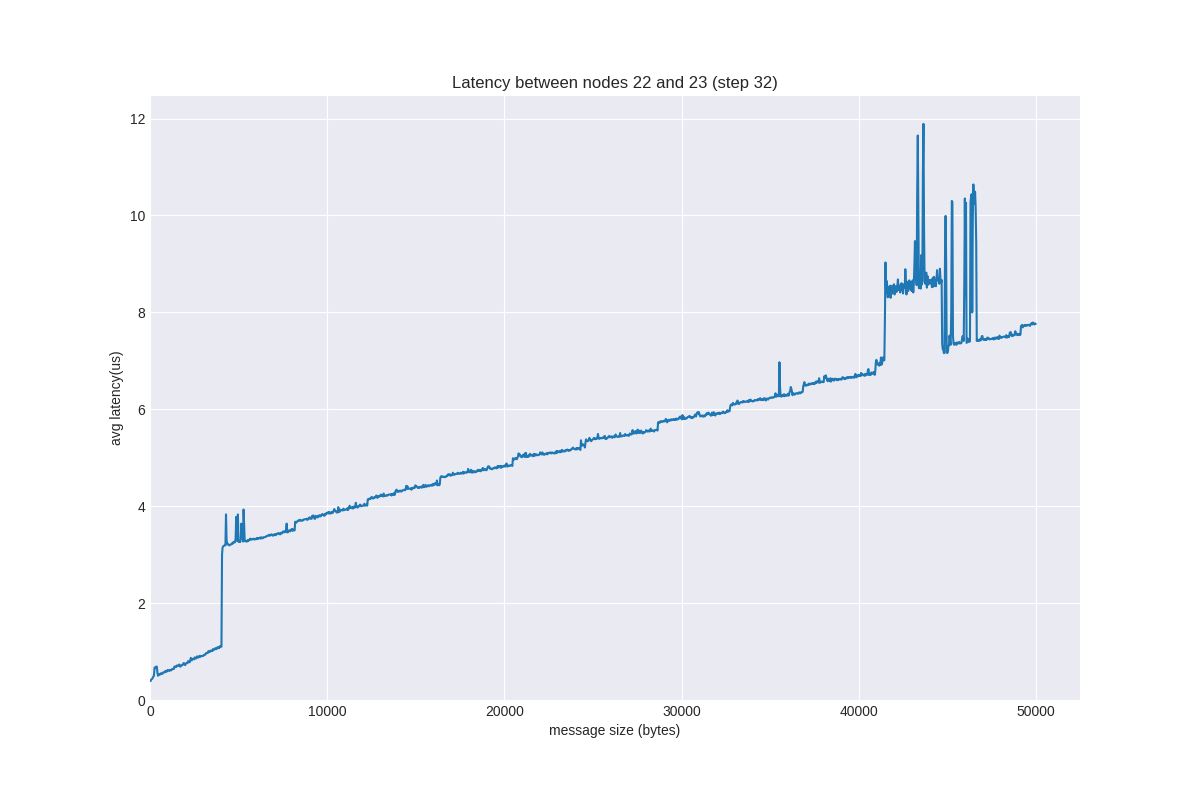 Latency between nodes 22 and 23 (step 32)
12
10
8
6
4
2
0
avg latency(us)
0 10000 20000 30000 40000 50000
message size (bytes)